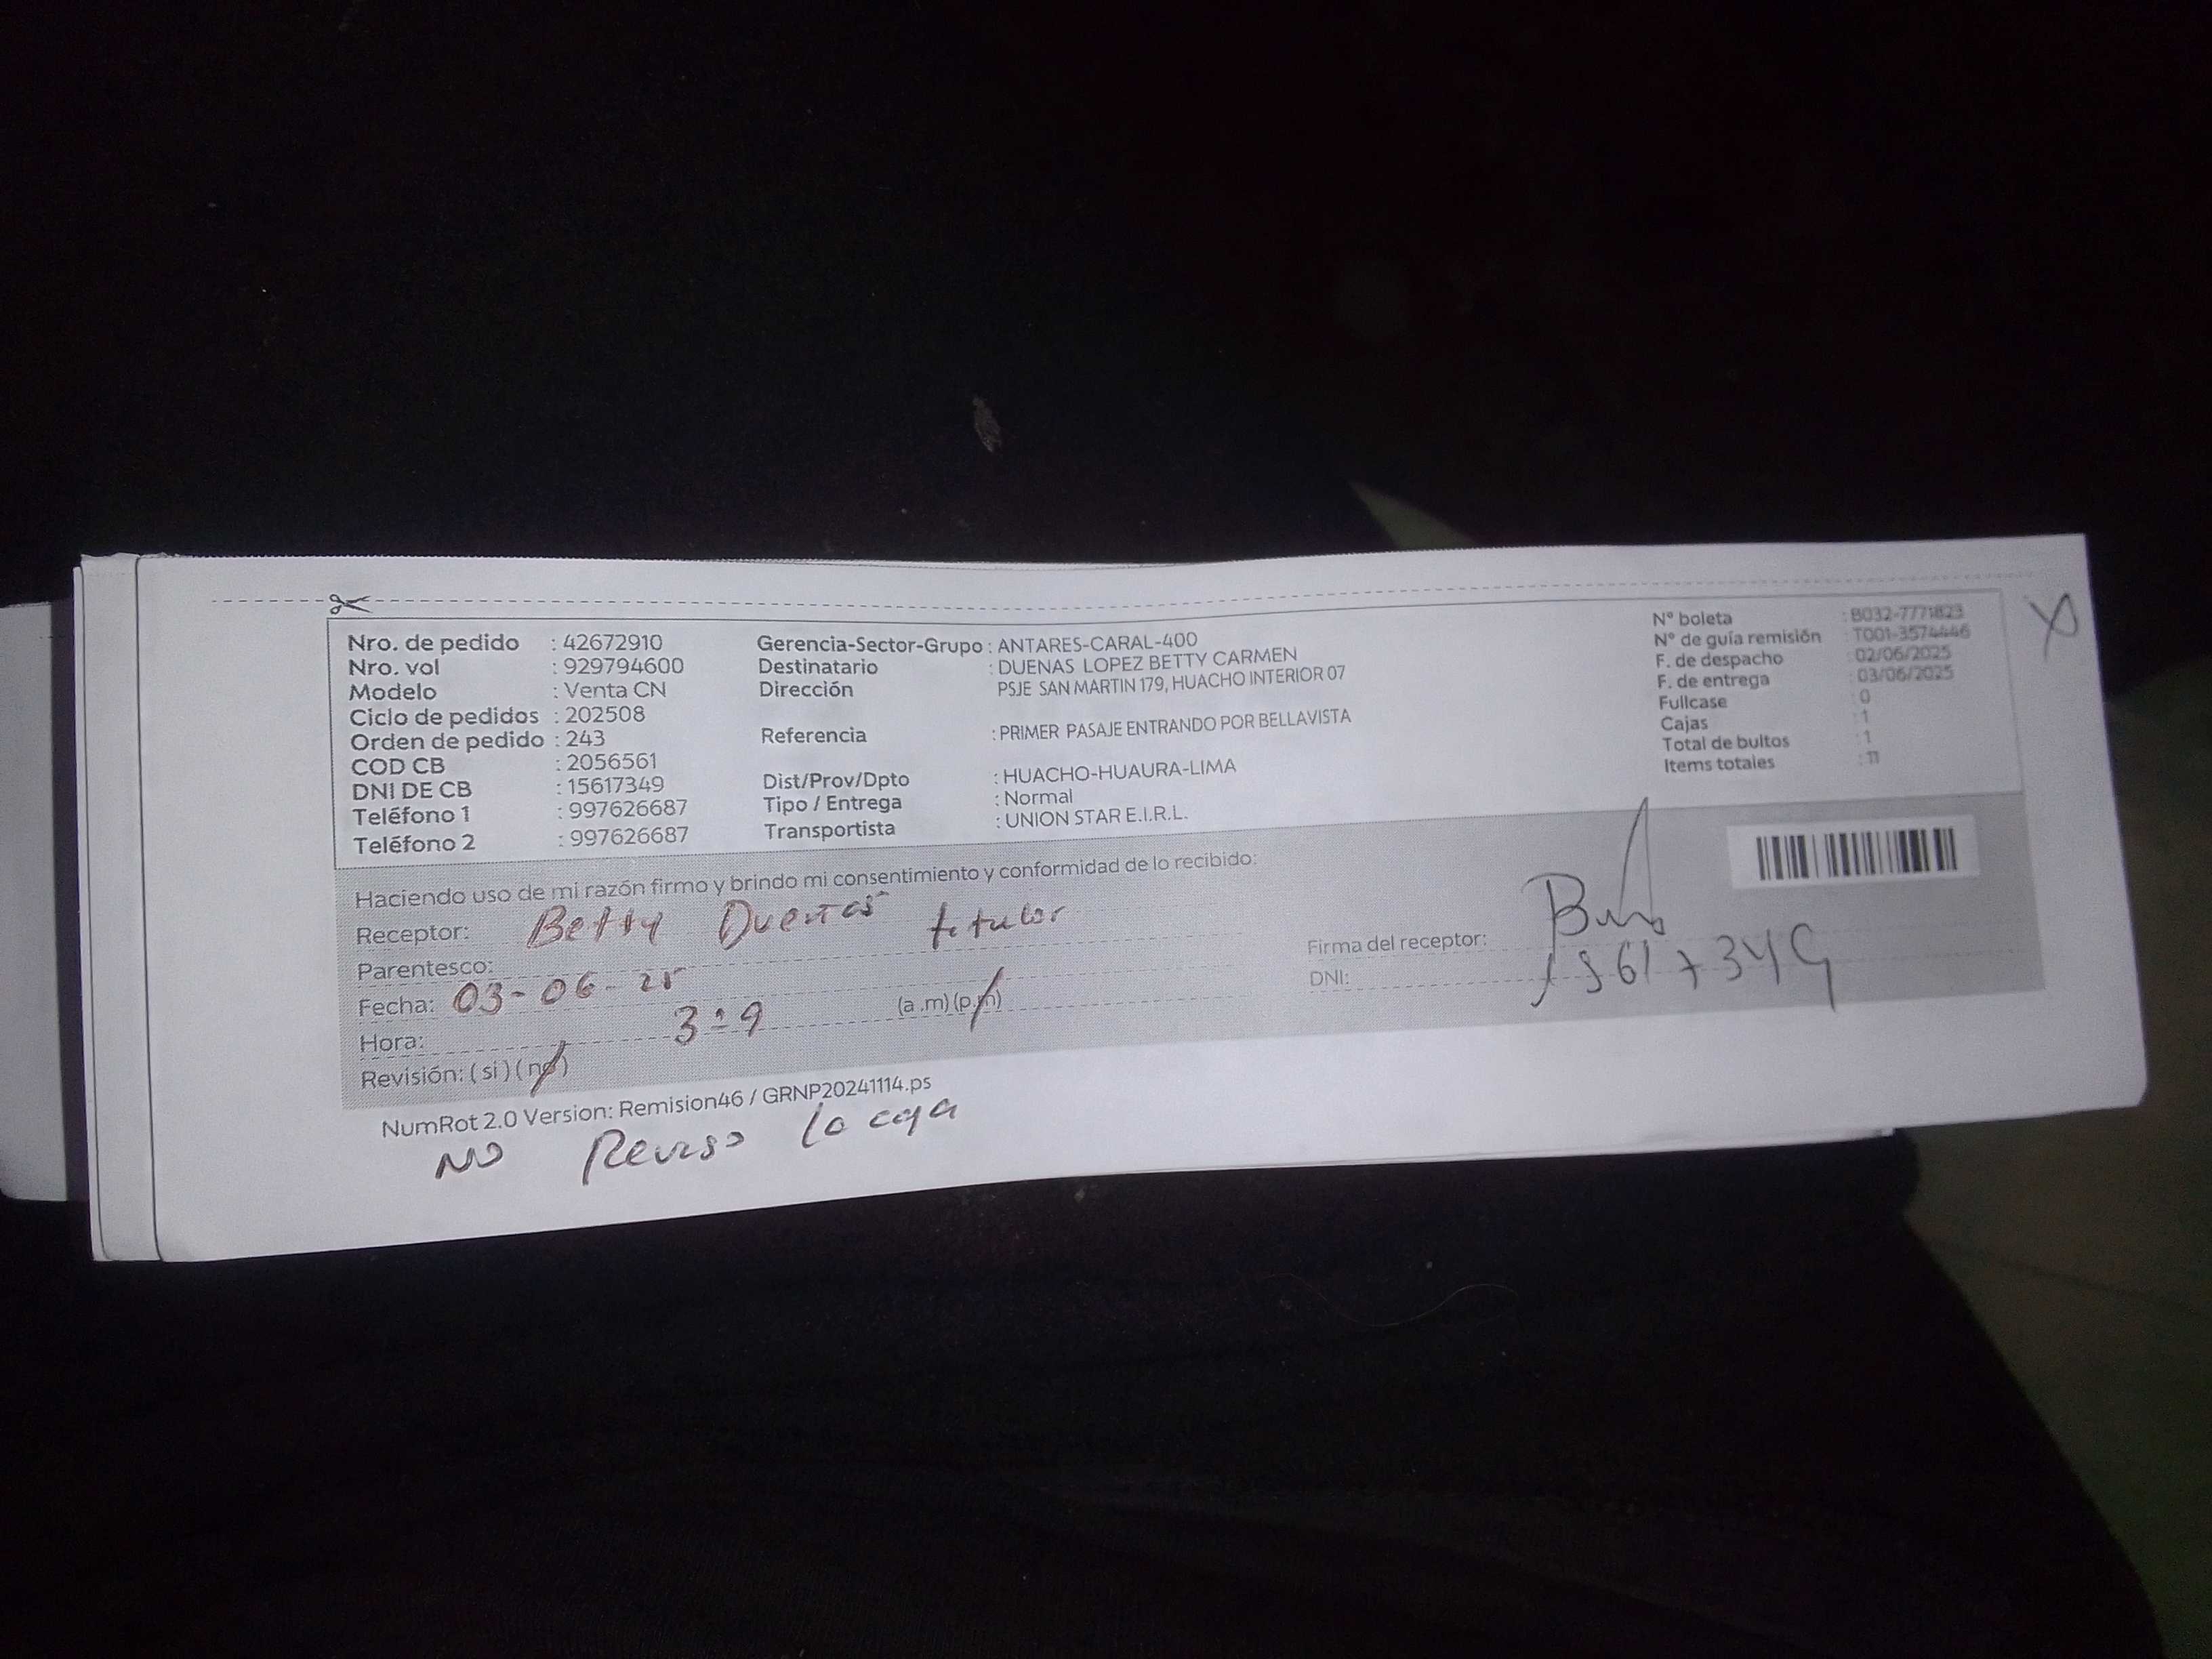 Nro. de pedido : 42672910
Nro. vol : 929794600
Modelo : Venta CN
Ciclo de pedidos : 202508
Orden de pedido : 243
COD CB : 2056561
DNI DE CB : 15617349
Teléfono 1 : 997626687
Teléfono 2 : 997626687
Gerencia-Sector-Grupo : ANTARES-CARAL-400
Destinatario : DUENAS LOPEZ BETTY CARMEN
Dirección PSJE SAN MARTIN 179, HUACHO INTERIOR 07
Referencia : PRIMER PASAJE ENTRANDO POR BELLAVISTA
Dist/Prov/Dpto : HUACHO-HUAURA-LIMA
Tipo / Entrega : Normal
Transportista : UNION STAR E.I.R.L.
N° boleta : B032-7771823
N° de guía remisión : T001-3574446
F. de despacho : 02/06/2025
F. de entrega : 03/06/2025
Fullcase : 0
Cajas : 1
Total de bultos : 1
Items totales : 11
Haciendo uso de mi razón firmo y brindo mi consentimiento y conformidad de lo recibido:
Receptor: Betty Dueñas titular
Parentesco:
Fecha: 03-06-25
Hora: 3:9 (a.m) (p.m)
Revisión: ( si ) ( no )
Firma del receptor:
DNI: 15617349
NumRot 2.0 Version: Remision46 / GRNP20241114.ps
NO Reviso la caja